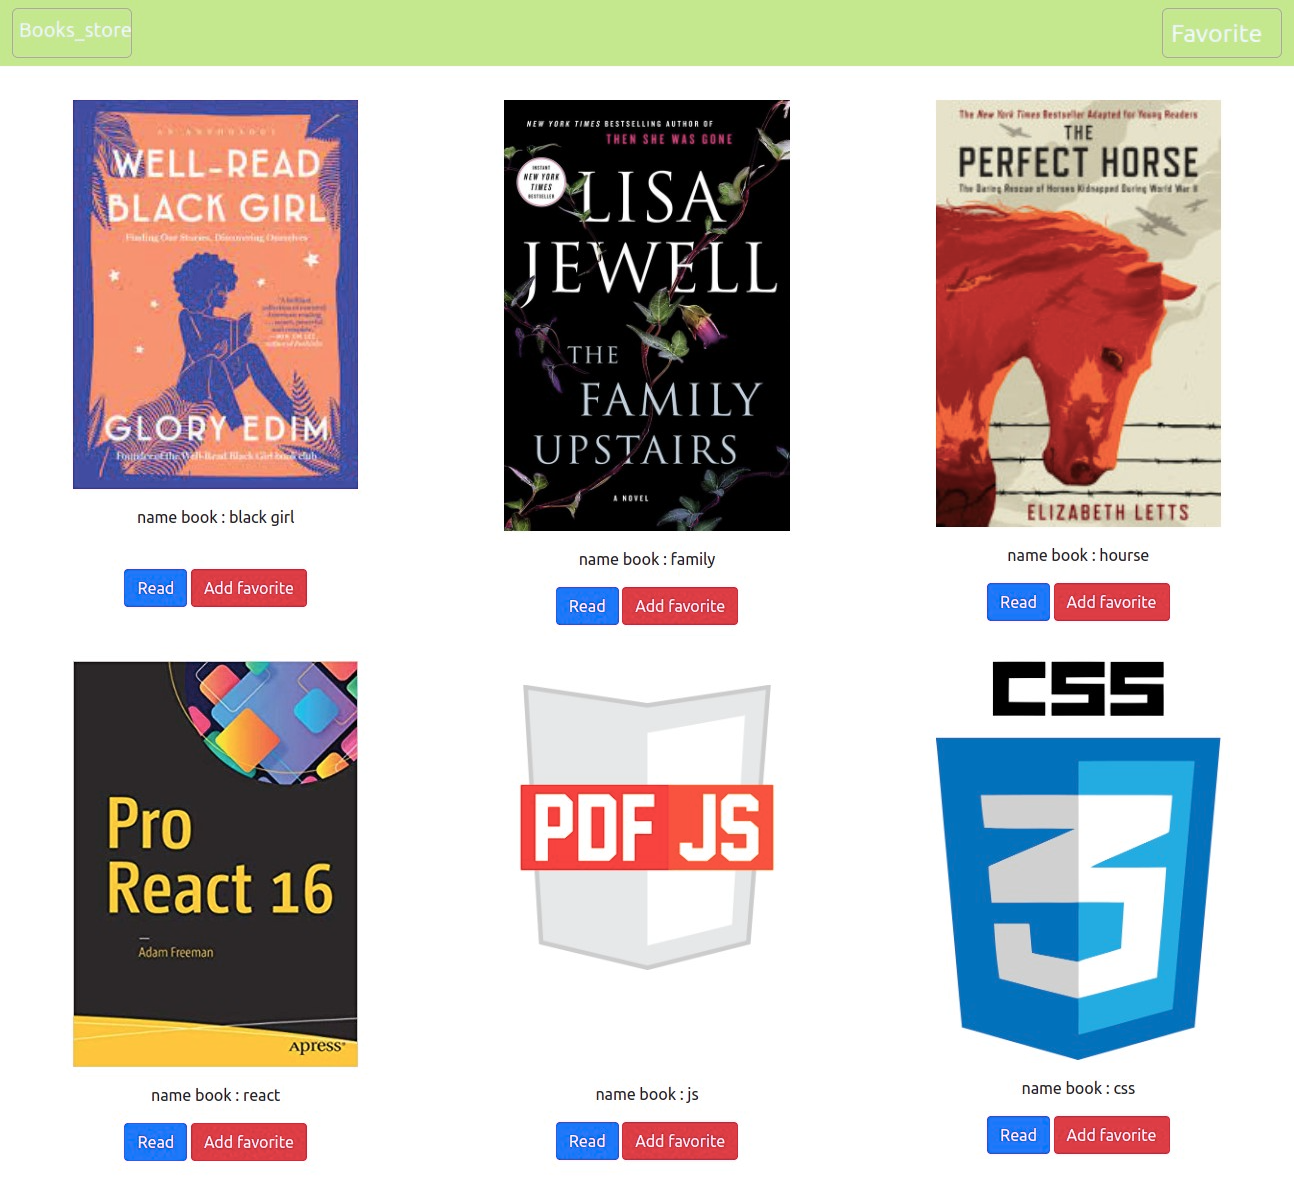 Books_store
Favorite
AN ANTHOLOGY
WELL-READ
BLACK GIRL
Finding Our Stories, Discovering Ourselves
GLORY EDIM
Founder of the Well-Read Black Girl book club
name book : black girl
Read Add favorite
NEW YORK TIMES BESTSELLING AUTHOR OF
THEN SHE WAS GONE
INSTANT
NEW YORK
TIMES
BESTSELLER
LISA
JEWELL
THE
FAMILY
UPSTAIRS
A NOVEL
name book : family
Read Add favorite
The New York Times Bestseller Adapted for Young Readers
THE
PERFECT HORSE
The Daring Rescue of Horses Kidnapped During World War II
ELIZABETH LETTS
name book : hourse
Read Add favorite
Pro
React 16
Adam Freeman
Apress
name book : react
Read Add favorite
PDF JS
name book : js
Read Add favorite
CSS
3
name book : css
Read Add favorite